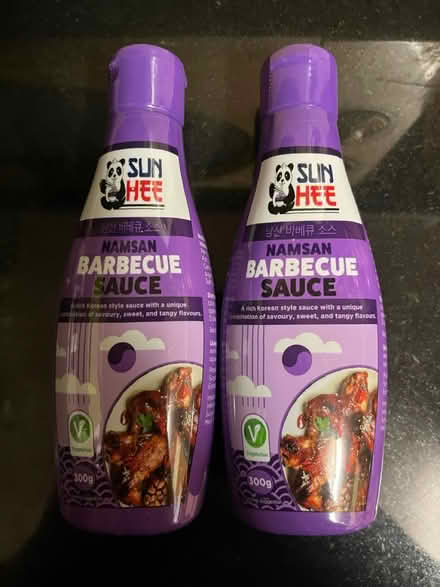 SUN
HEE
남산 바베큐 소스
NAMSAN
BARBECUE
SAUCE
A rich Korean style sauce with a unique
combination of savoury, sweet, and tangy flavours.
V
Vegetarian
300g
SUN
HEE
남산 바베큐 소스
NAMSAN
BARBECUE
SAUCE
A rich Korean style sauce with a unique
combination of savoury, sweet, and tangy flavours.
V
Vegetarian
300g